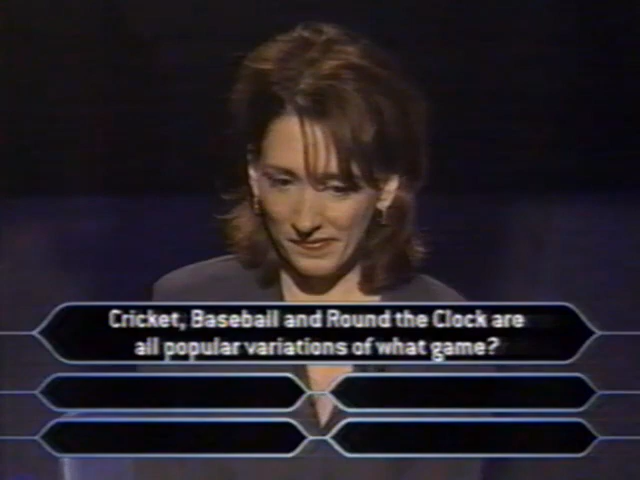 Cricket, Baseball and Round the Clock are
all popular variations of what game?